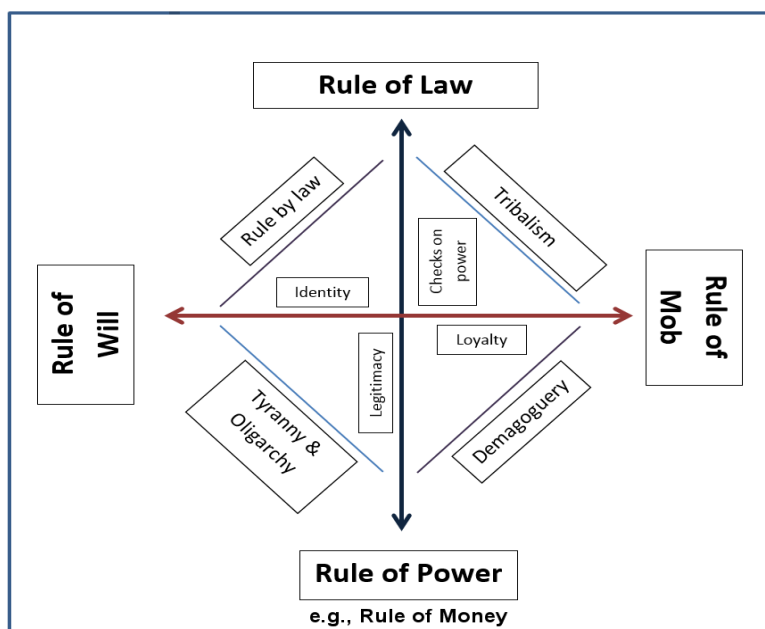 Rule of Law
Rule by law
Tribalism
Checks on
power
Identity
Rule of
Will
Rule of
Mob
Loyalty
Legitimacy
Tyranny &
Oligarchy
Demagoguery
Rule of Power
e.g., Rule of Money